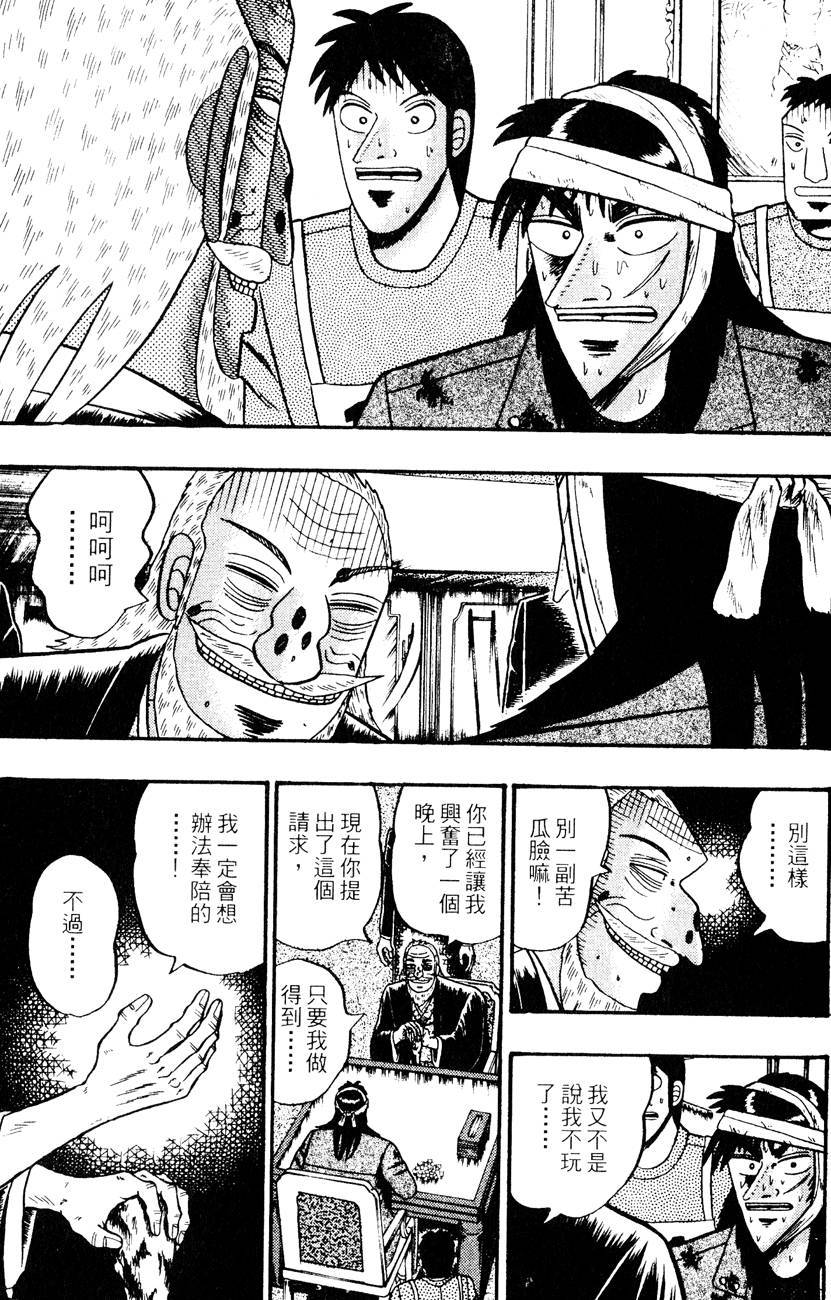 呵呵呵
………
別這樣
………
別一副苦
瓜臉嘛！
我又不是
說我不玩
了……
你已經讓我
興奮了一個
晚上，
現在你提
出了這個
請求，
只要我做
得到……
我一定會想
辦法奉陪的
……！
不過……